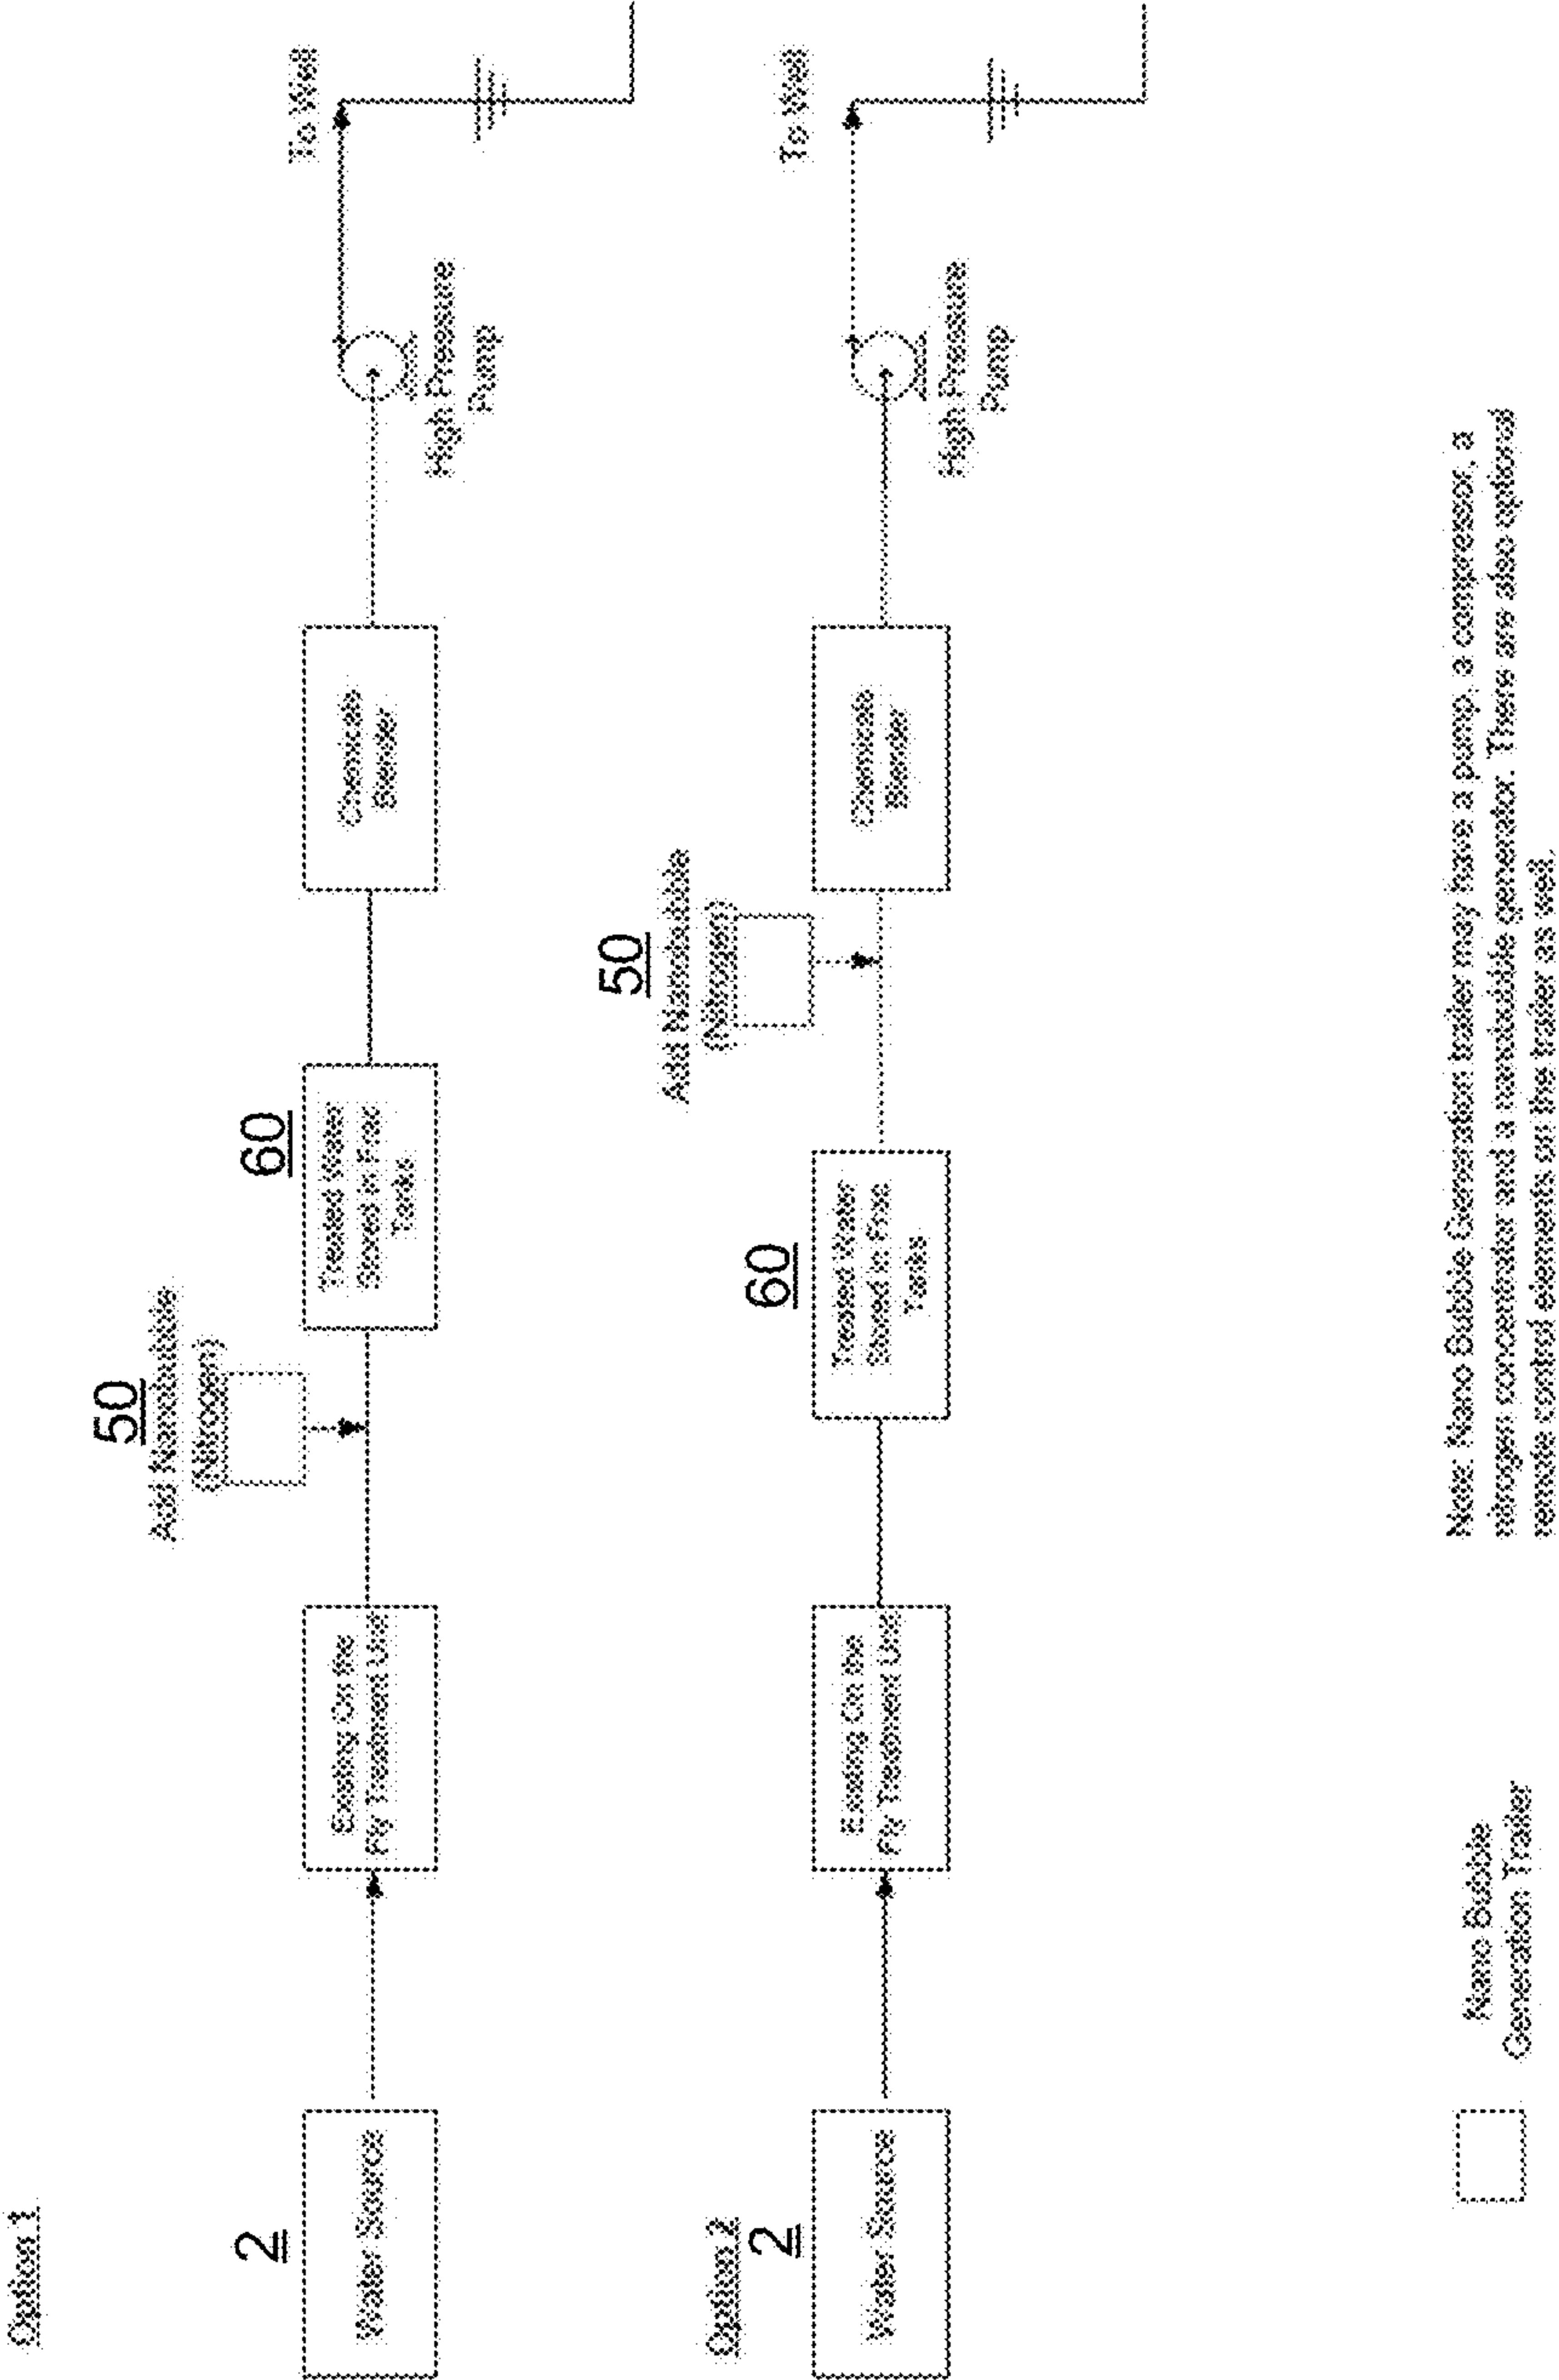 Option 1
50
Add Nanobubbles
(Nitrogen)
2
60
To Well
Water Source
Existing On the
Fly Treatment Unit
Treated Water
Stored in Frac
Tanks
Chemicals
Blender
High Pressure
Pump
Option 2
50
Add Nanobubble
(Nitrogen)
2
60
To Well
Water Source
Existing On the
Fly Treatment Unit
Treated Water
Stored in Frac
Tanks
Chemicals
Blender
High Pressure
Pump
Nano Bubble
Generation Trailer
Note: Nano Bubble Generation trailer may have a pump, a compressor, a
nitrogen concentrator and a nanobubble generator. There are also optional
remote control elements on the trailer as well.